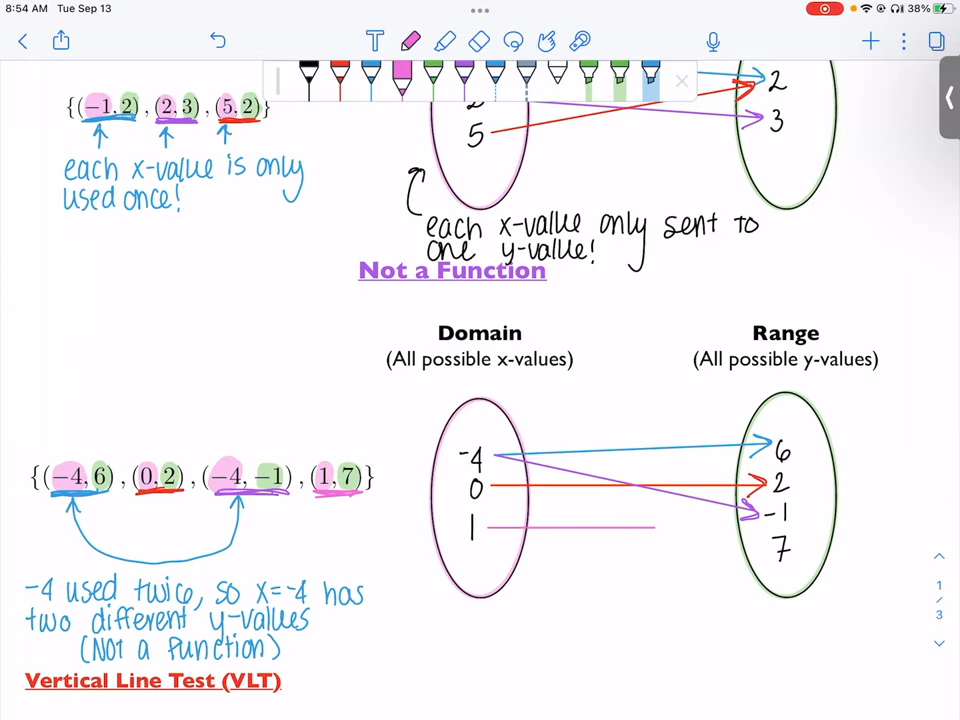 8:54 AM Tue Sep 13
38%
{(−1, 2) , (2, 3) , (5, 2)}
2
5
2
3
each x-value is only
used once!
each x-value only sent to
one y-value!
Not a Function
Domain
(All possible x-values)
Range
(All possible y-values)
{(−4, 6) , (0, 2) , (−4, −1) , (1, 7)}
-4
0
1
6
2
-1
7
-4 used twice, so x=-4 has
two different y-values
(NOT a function)
1
/
3
Vertical Line Test (VLT)